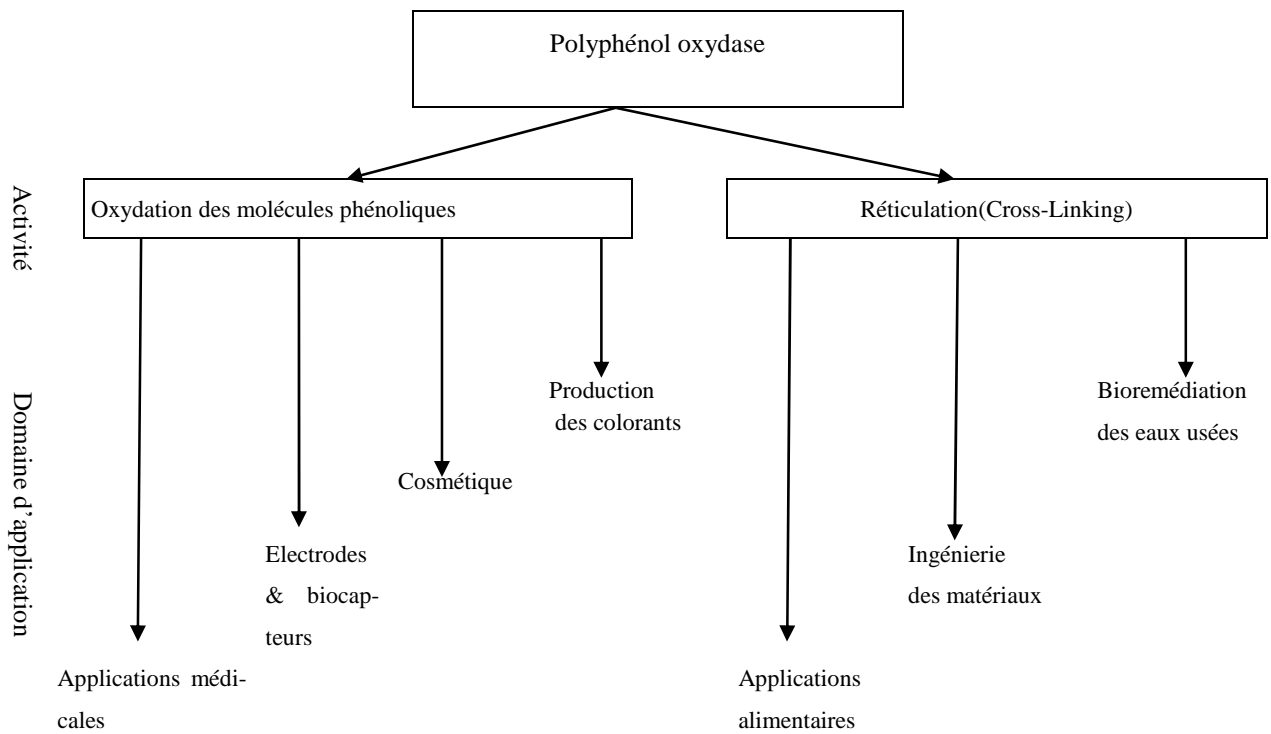 Polyphénol oxydase
Activité
Oxydation des molécules phénoliques
Réticulation(Cross-Linking)
Domaine d'application
Production
des colorants
Bioremédiation
des eaux usées
Cosmétique
Electrodes
& biocap-
teurs
Ingénierie
des matériaux
Applications médi-
cales
Applications
alimentaires